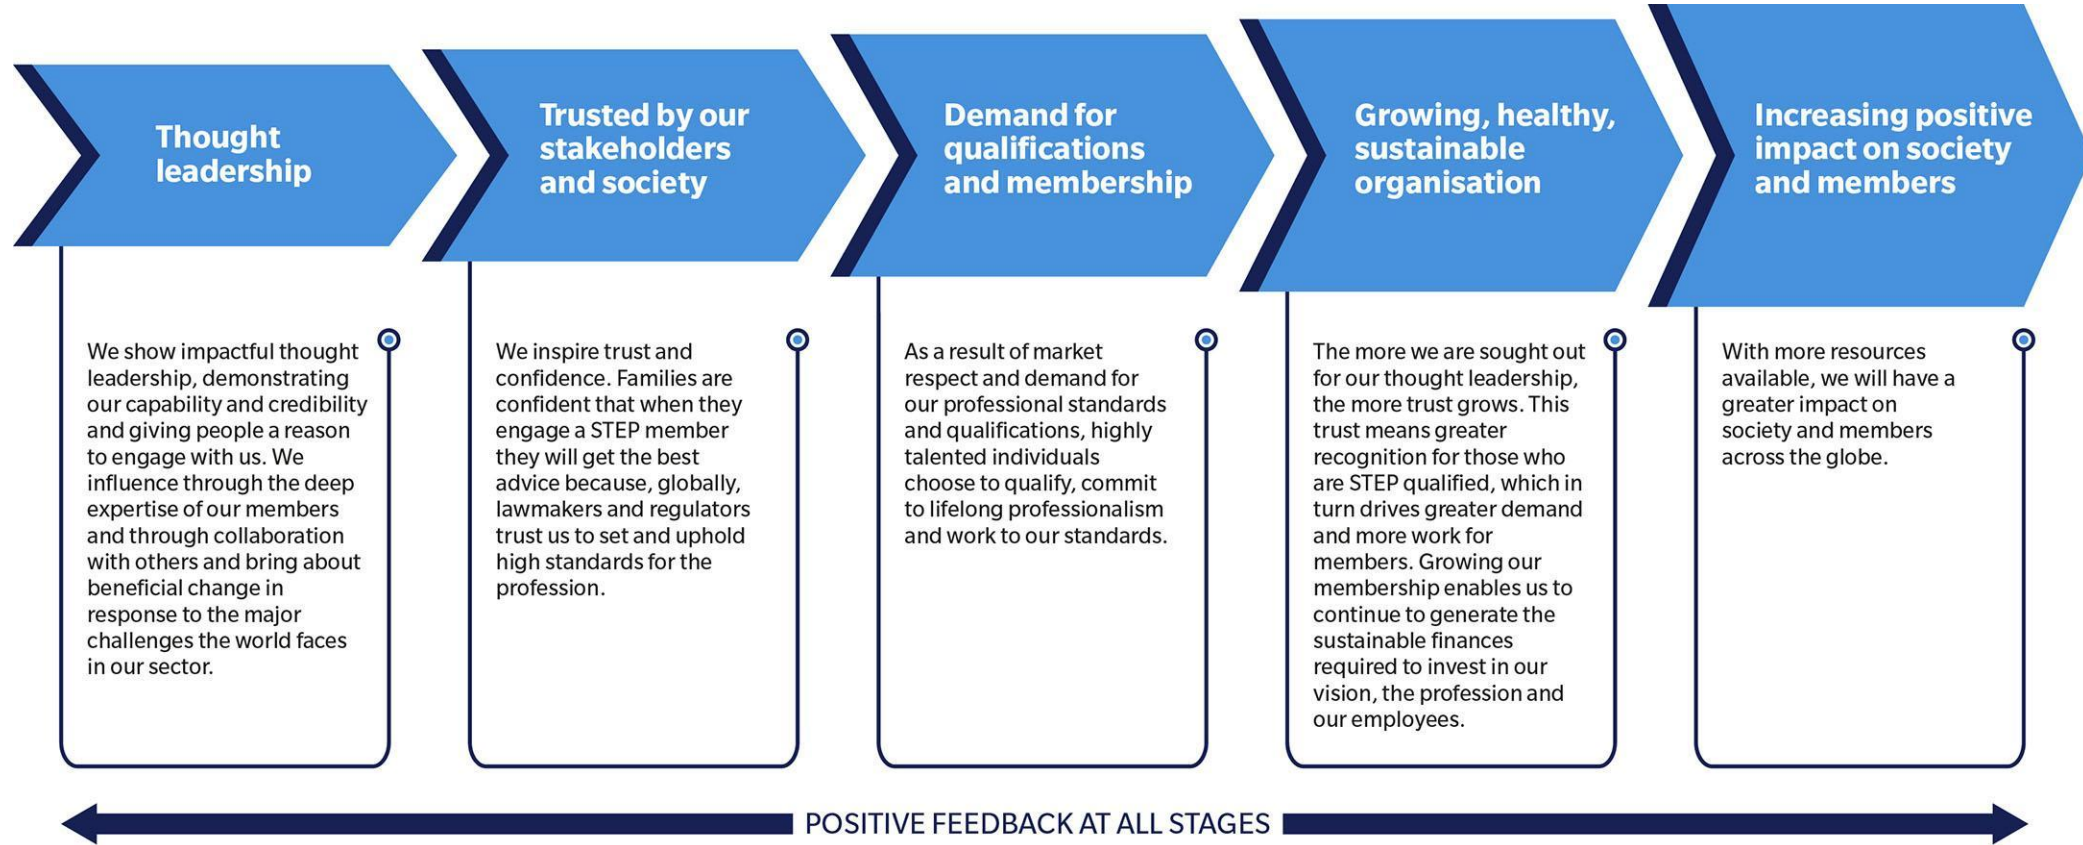 Thought
leadership
We show impactful thought
leadership, demonstrating
our capability and credibility
and giving people a reason
to engage with us. We
influence through the deep
expertise of our members
and through collaboration
with others and bring about
beneficial change in
response to the major
challenges the world faces
in our sector.
Trusted by our
stakeholders
and society
We inspire trust and
confidence. Families are
confident that when they
engage a STEP member
they will get the best
advice because, globally,
lawmakers and regulators
trust us to set and uphold
high standards for the
profession.
Demand for
qualifications
and membership
As a result of market
respect and demand for
our professional standards
and qualifications, highly
talented individuals
choose to qualify, commit
to lifelong professionalism
and work to our standards.
Growing, healthy,
sustainable
organisation
The more we are sought out
for our thought leadership,
the more trust grows. This
trust means greater
recognition for those who
are STEP qualified, which in
turn drives greater demand
and more work for
members. Growing our
membership enables us to
continue to generate the
sustainable finances
required to invest in our
vision, the profession and
our employees.
Increasing positive
impact on society
and members
With more resources
available, we will have a
greater impact on
society and members
across the globe.
POSITIVE FEEDBACK AT ALL STAGES